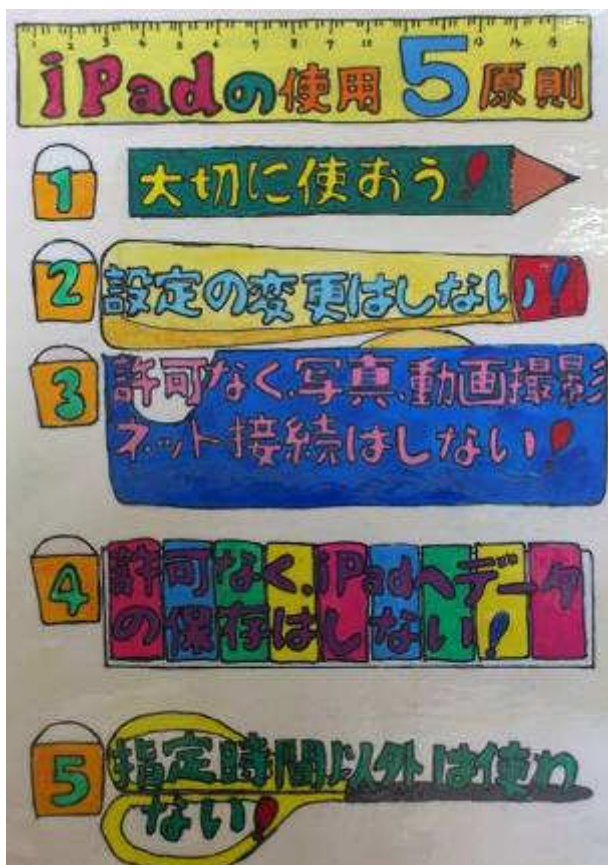 iPadの使用5原則
1 大切に使おう!
2 設定の変更はしない!
3 許可なく、写真、動画撮影
ネット接続はしない!
4 許可なく、iPadへデータ
の保存はしない!
5 指定時間以外は使わ
ない!